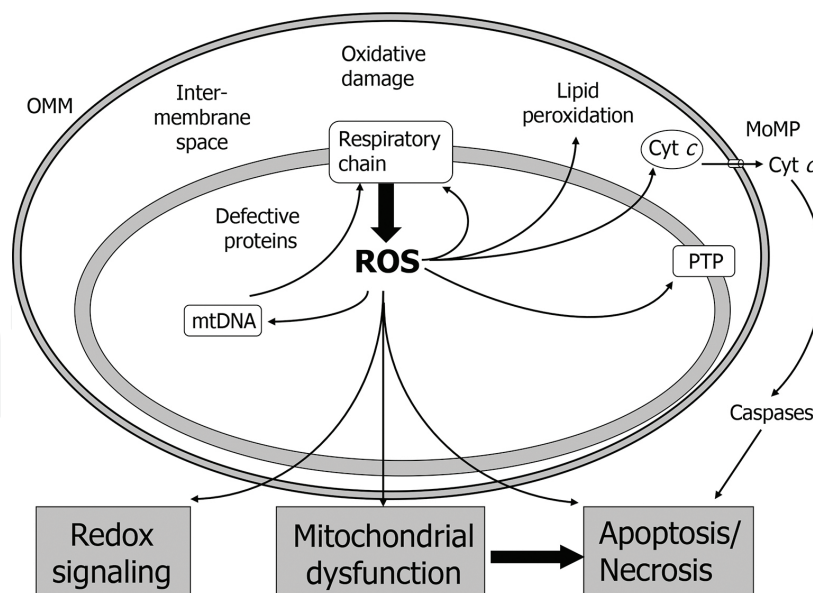 Oxidative
damage
OMM
Inter-
membrane
space
Lipid
peroxidation
MoMP
Respiratory
chain
Cyt c
Cyt c
Defective
proteins
ROS
PTP
mtDNA
Caspases
Redox
signaling
Mitochondrial
dysfunction
Apoptosis/
Necrosis